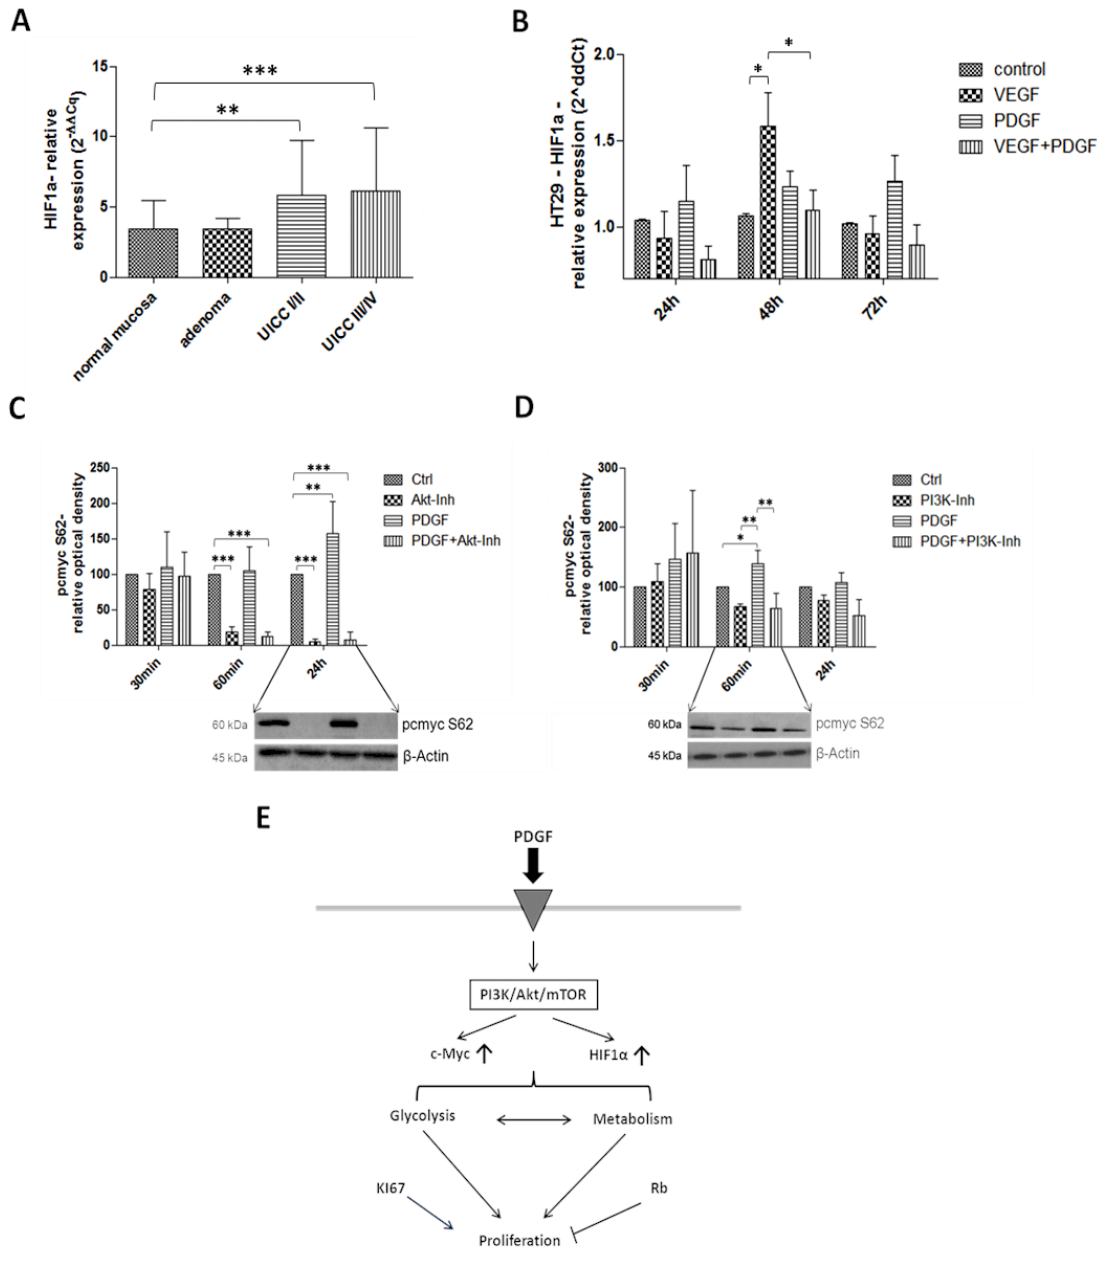 A
HIF1a- relative
expression (2^-ΔΔCq)
15
10
5
0
***
**
normal mucosa
adenoma
UICC I/II
UICC III/IV
B
HT29 - HIF1a -
relative expression (2^ddCt)
2.0
1.5
1.0
*
*
24h
48h
72h
control
VEGF
PDGF
VEGF+PDGF
C
pcmyc S62-
relative optical density
250
200
150
100
50
0
***
***
***
**
***
30min
60min
24h
Ctrl
Akt-Inh
PDGF
PDGF+Akt-Inh
60 kDa
pcmyc S62
45 kDa
β-Actin
D
pcmyc S62-
relative optical density
300
200
100
0
**
**
*
30min
60min
24h
Ctrl
PI3K-Inh
PDGF
PDGF+PI3K-Inh
60 kDa
pcmyc S62
45 kDa
β-Actin
E
PDGF
PI3K/Akt/mTOR
c-Myc
HIF1α
Glycolysis
Metabolism
KI67
Rb
Proliferation